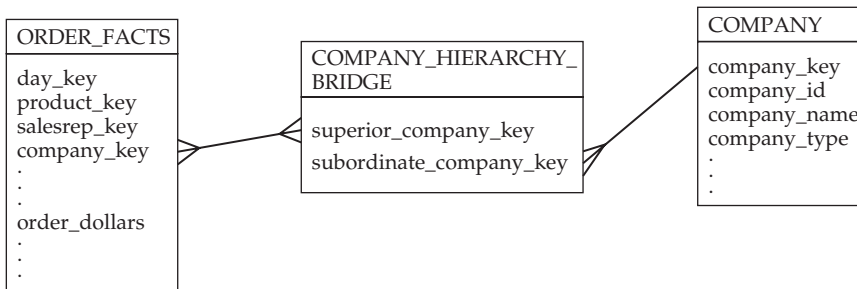 ORDER_FACTS
day_key
product_key
salesrep_key
company_key
.
.
.
order_dollars
.
.
.
COMPANY_HIERARCHY_
BRIDGE
superior_company_key
subordinate_company_key
COMPANY
company_key
company_id
company_name
company_type
.
.
.